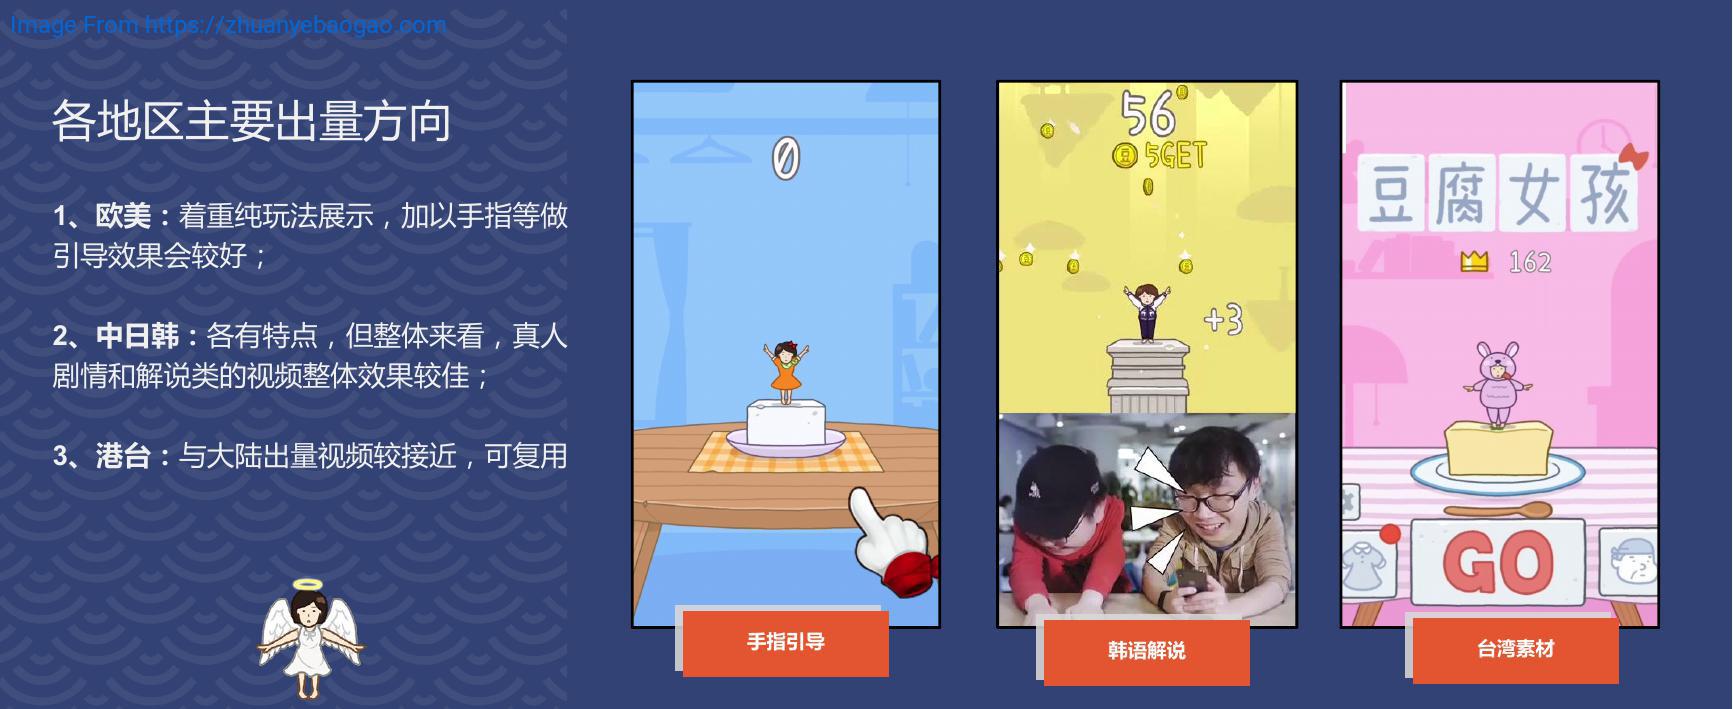 Image From https://zhuanyebaogao.com
各地区主要出量方向
1、欧美：着重纯玩法展示，加以手指等做
引导效果会较好；
2、中日韩：各有特点，但整体来看，真人
剧情和解说类的视频整体效果较佳；
3、港台：与大陆出量视频较接近，可复用
0
手指引导
56
豆 5GET
+3
韩语解说
豆腐女孩
162
GO
台湾素材